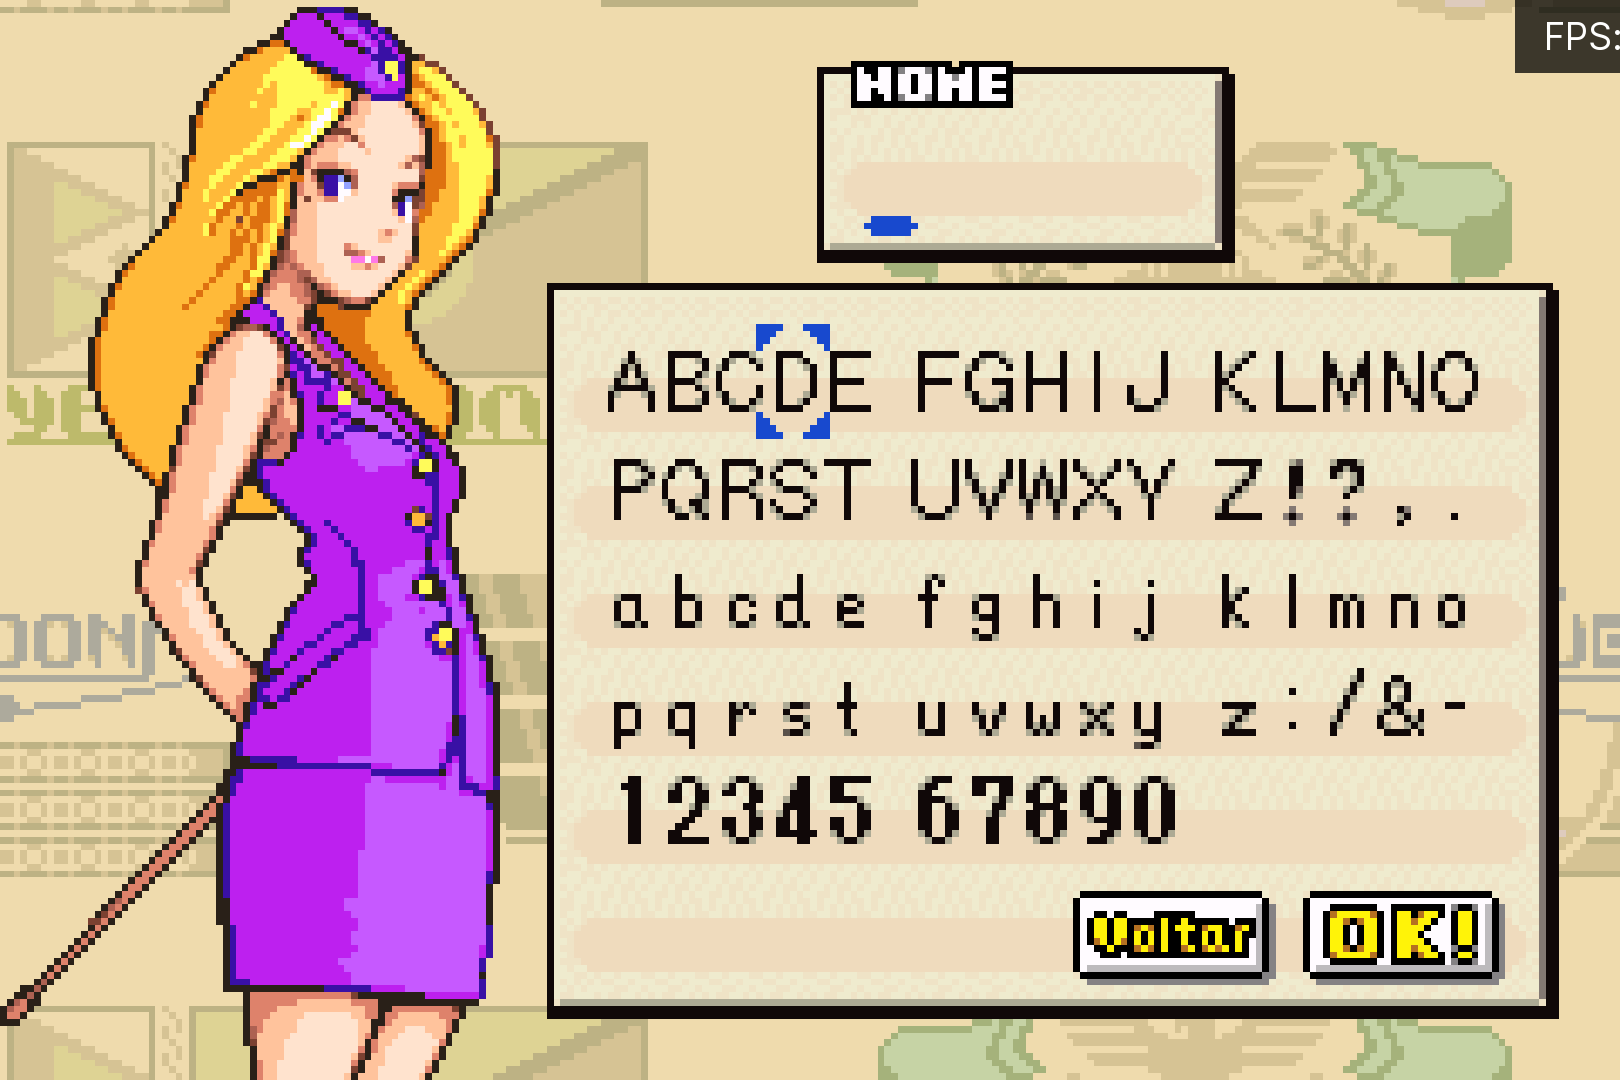 FPS:
NOME
ABCDE FGHIJ KLMNO
PQRST UVWXY Z!?,.
abcde fghij klmno
pqrst uvwxy z:/&-
12345 67890
Voltar OK!